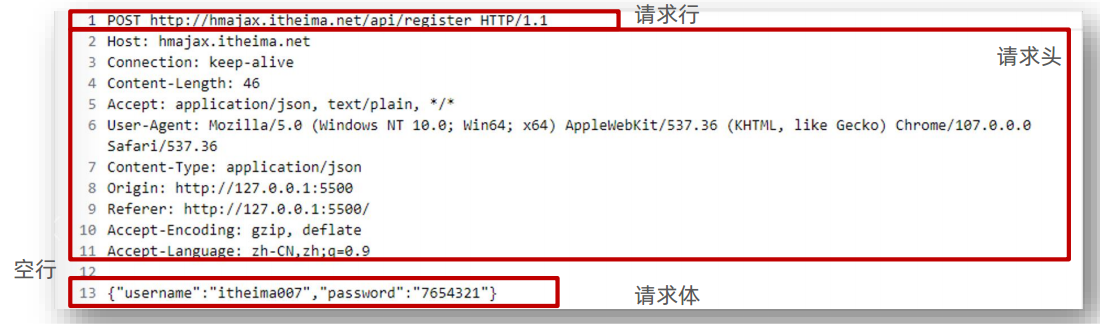 1 POST http://hmajax.itheima.net/api/register HTTP/1.1 请求行
2 Host: hmajax.itheima.net
请求头
3 Connection: keep-alive
4 Content-Length: 46
5 Accept: application/json, text/plain, */*
6 User-Agent: Mozilla/5.0 (Windows NT 10.0; Win64; x64) AppleWebKit/537.36 (KHTML, like Gecko) Chrome/107.0.0.0
Safari/537.36
7 Content-Type: application/json
8 Origin: http://127.0.0.1:5500
9 Referer: http://127.0.0.1:5500/
10 Accept-Encoding: gzip, deflate
11 Accept-Language: zh-CN,zh;q=0.9
空行 12
13 {"username":"itheima007","password":"7654321"} 请求体